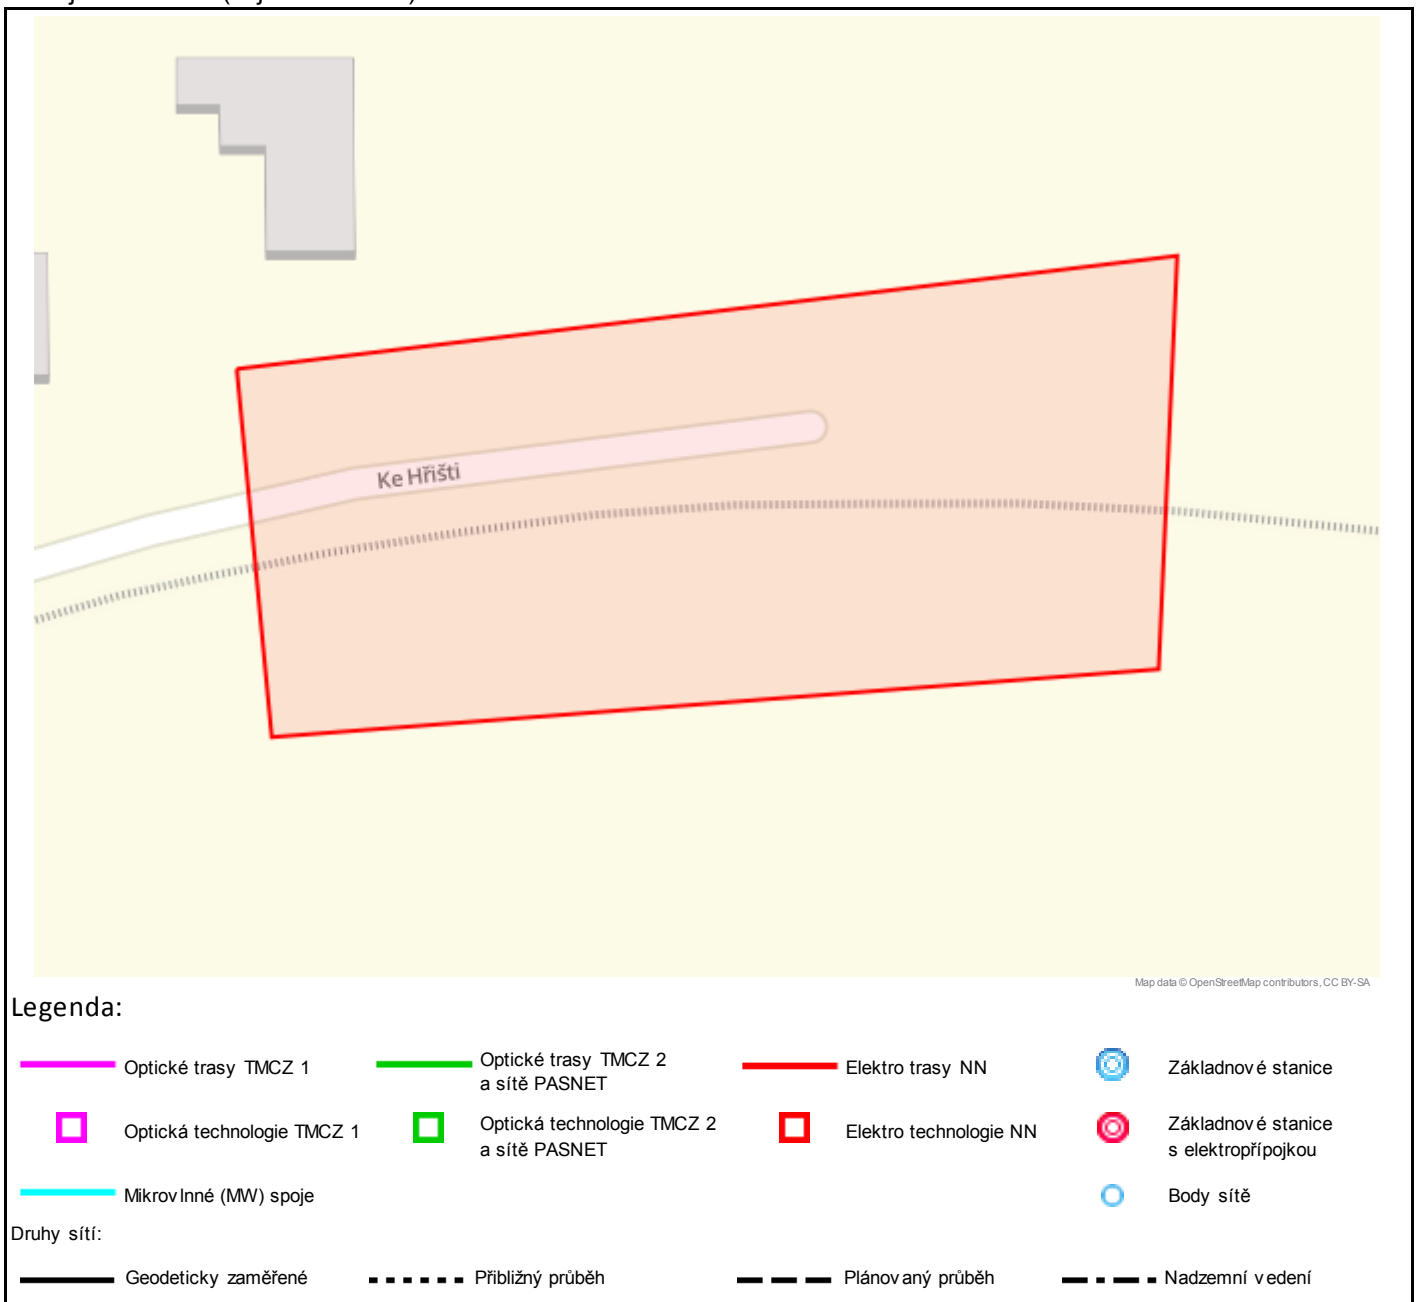 Ke Hřišti
Map data © OpenStreetMap contributors, CC BY-SA
Legenda:
Optické trasy TMCZ 1
Optické trasy TMCZ 2
a sítě PASNET
Elektro trasy NN
Základnové stanice
Optická technologie TMCZ 1
Optická technologie TMCZ 2
a sítě PASNET
Elektro technologie NN
Základnové stanice
s elektropřípojkou
Mikrovlnné (MW) spoje
Body sítě
Druhy sítí:
Geodeticky zaměřené
Přibližný průběh
Plánovaný průběh
Nadzemní vedení